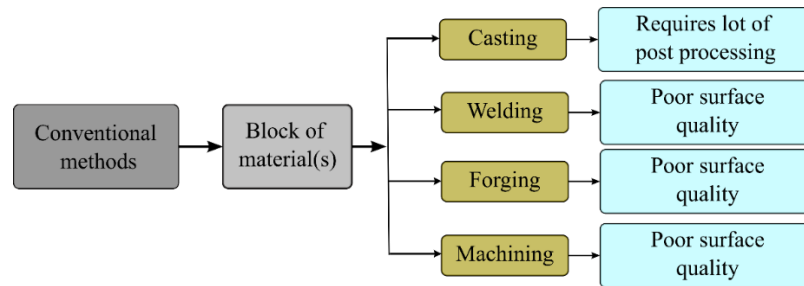 Conventional
methods
Block of
material(s)
Casting
Requires lot of
post processing
Welding
Poor surface
quality
Forging
Poor surface
quality
Machining
Poor surface
quality